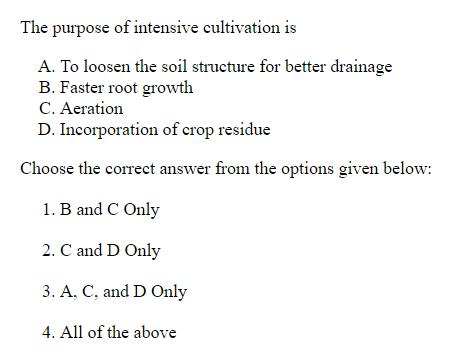 The purpose of intensive cultivation is
A. To loosen the soil structure for better drainage
B. Faster root growth
C. Aeration
D. Incorporation of crop residue
Choose the correct answer from the options given below:
1. B and C Only
2. C and D Only
3. A, C, and D Only
4. All of the above